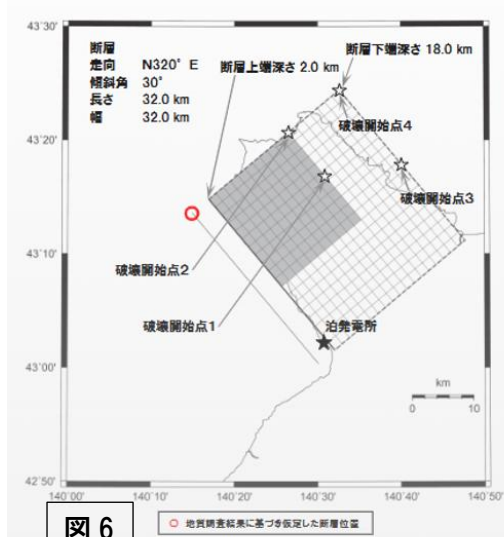 43°30'
断層
走向 N320°E
傾斜角 30°
長さ 32.0 km
幅 32.0 km
断層上端深さ 2.0 km
断層下端深さ 18.0 km
破壊開始点4
43°20'
破壊開始点3
43°10'
破壊開始点2
破壊開始点1
泊発電所
43°00'
km
0 10
42°50'
140°00' 140°10' 140°20' 140°30' 140°40' 140°50'
図 6
地質調査結果に基づき仮定した断層位置